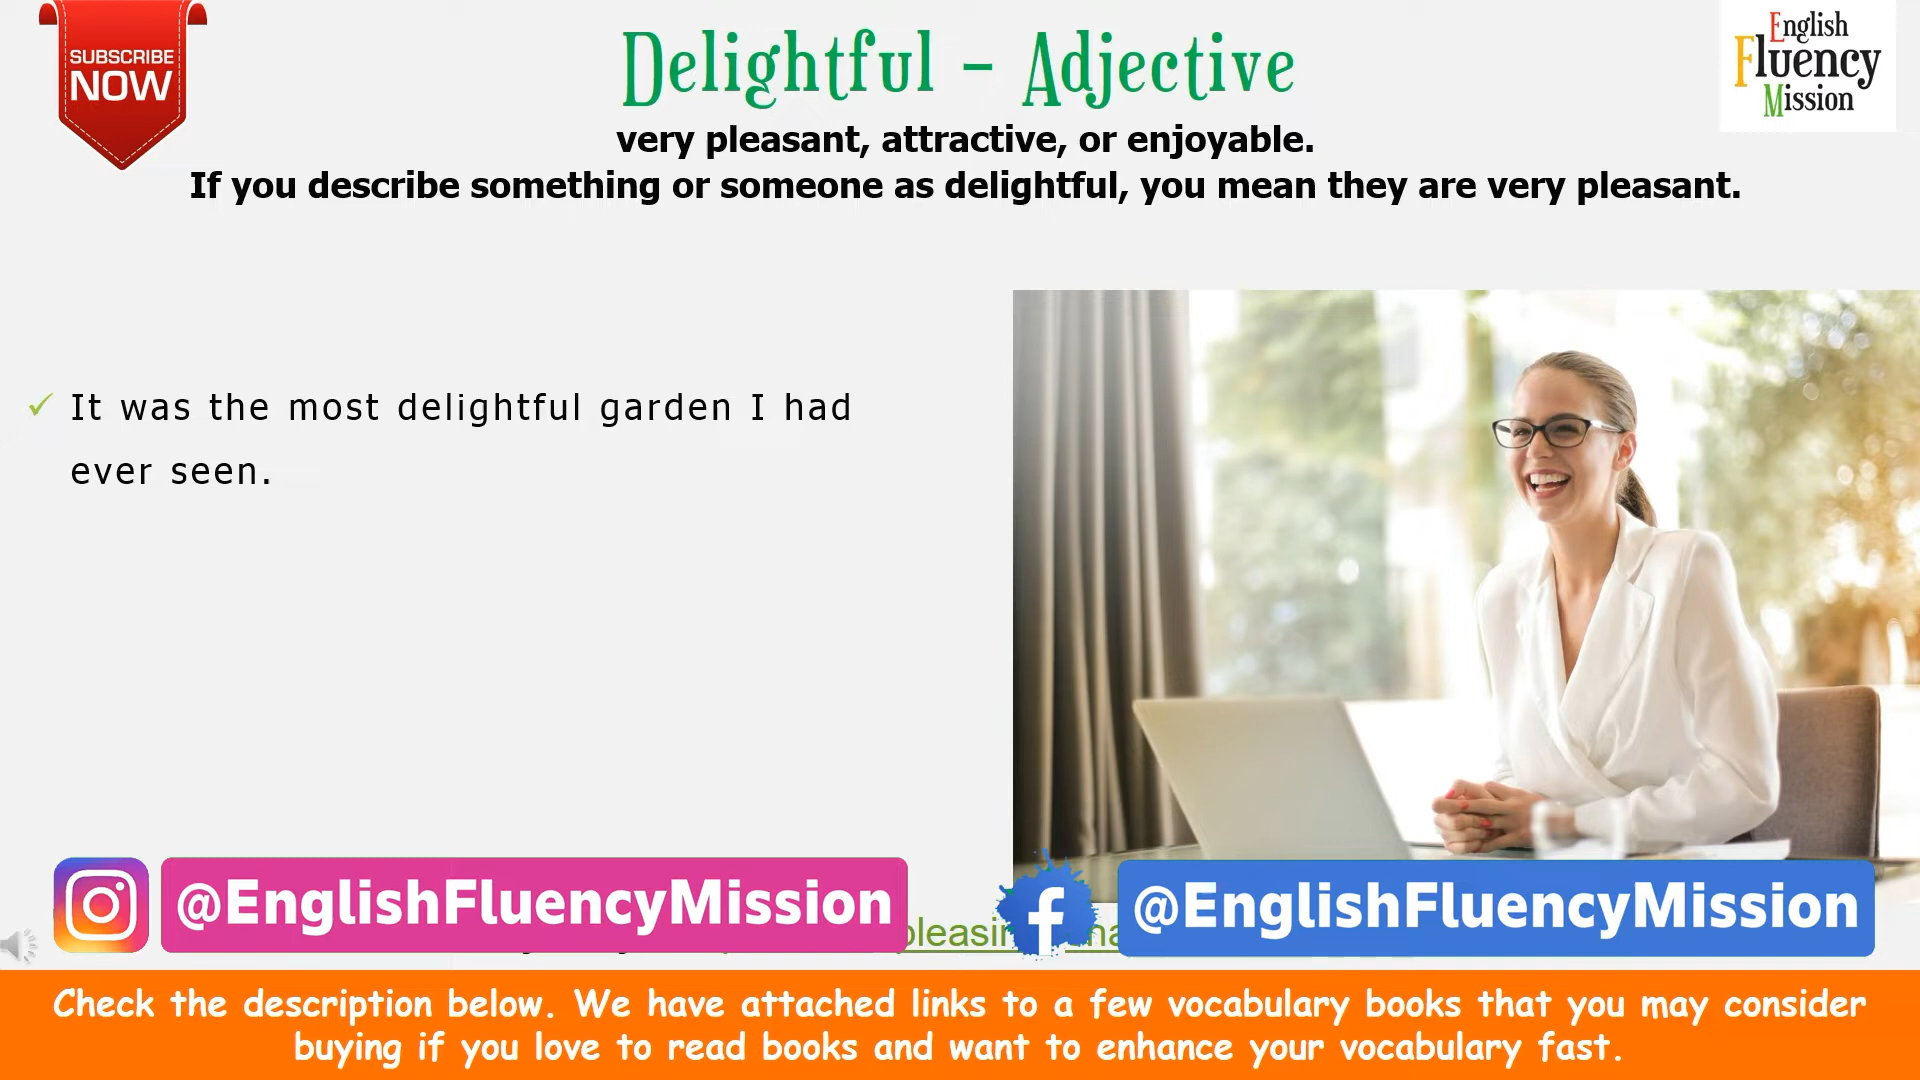 SUBSCRIBE
NOW
Delightful - Adjective
English
Fluency
Mission
very pleasant, attractive, or enjoyable.
If you describe something or someone as delightful, you mean they are very pleasant.
✓ It was the most delightful garden I had
ever seen.
@EnglishFluencyMission
@EnglishFluencyMission
Check the description below. We have attached links to a few vocabulary books that you may consider
buying if you love to read books and want to enhance your vocabulary fast.